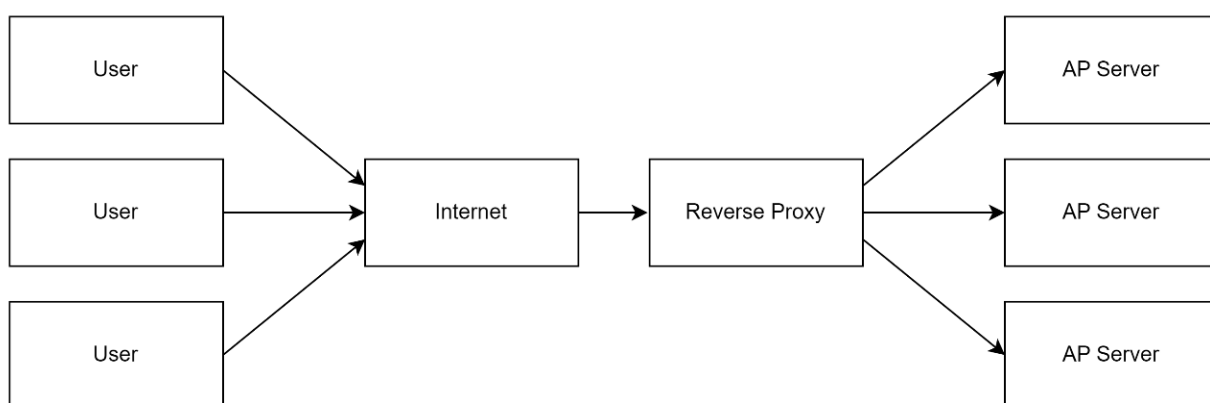 User
AP Server
User
Internet
Reverse Proxy
AP Server
User
AP Server